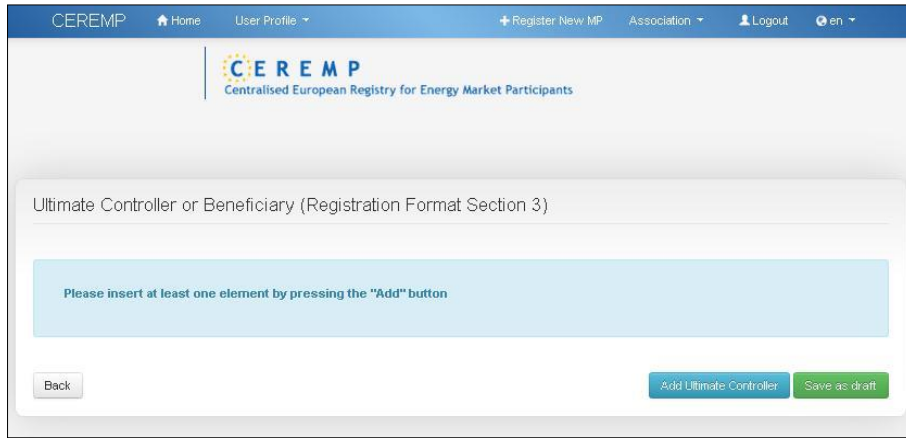 CEREMP Home User Profile Register New MP Association Logout en
CEREMP
Centralised European Registry for Energy Market Participants
Ultimate Controller or Beneficiary (Registration Format Section 3)
Please insert at least one element by pressing the "Add" button
Back Add Ultimate Controller Save as draft